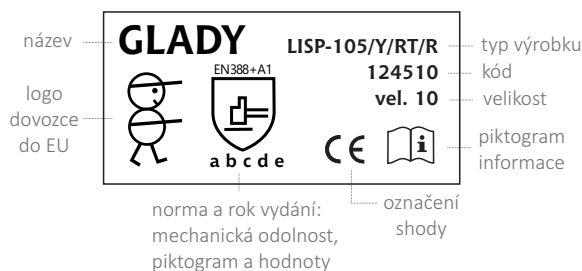 název
GLADY
LISP-105/Y/RT/R
typ výrobku
124510
kód
vel. 10
velikost
logo
dovozce
do EU
EN388+A1
a b c d e
CE
i
piktogram
informace
norma a rok vydání:
mechanická odolnost,
piktogram a hodnoty
označení
shody